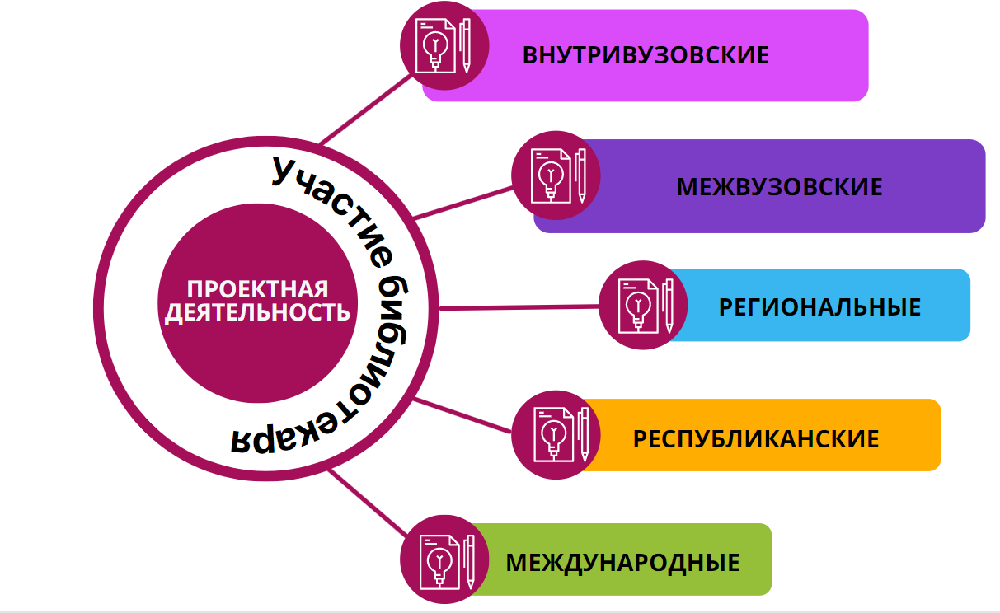 ПРОЕКТНАЯ
ДЕЯТЕЛЬНОСТЬ
Участие библиотекаря
ВНУТРИВУЗОВСКИЕ
МЕЖВУЗОВСКИЕ
РЕГИОНАЛЬНЫЕ
РЕСПУБЛИКАНСКИЕ
МЕЖДУНАРОДНЫЕ